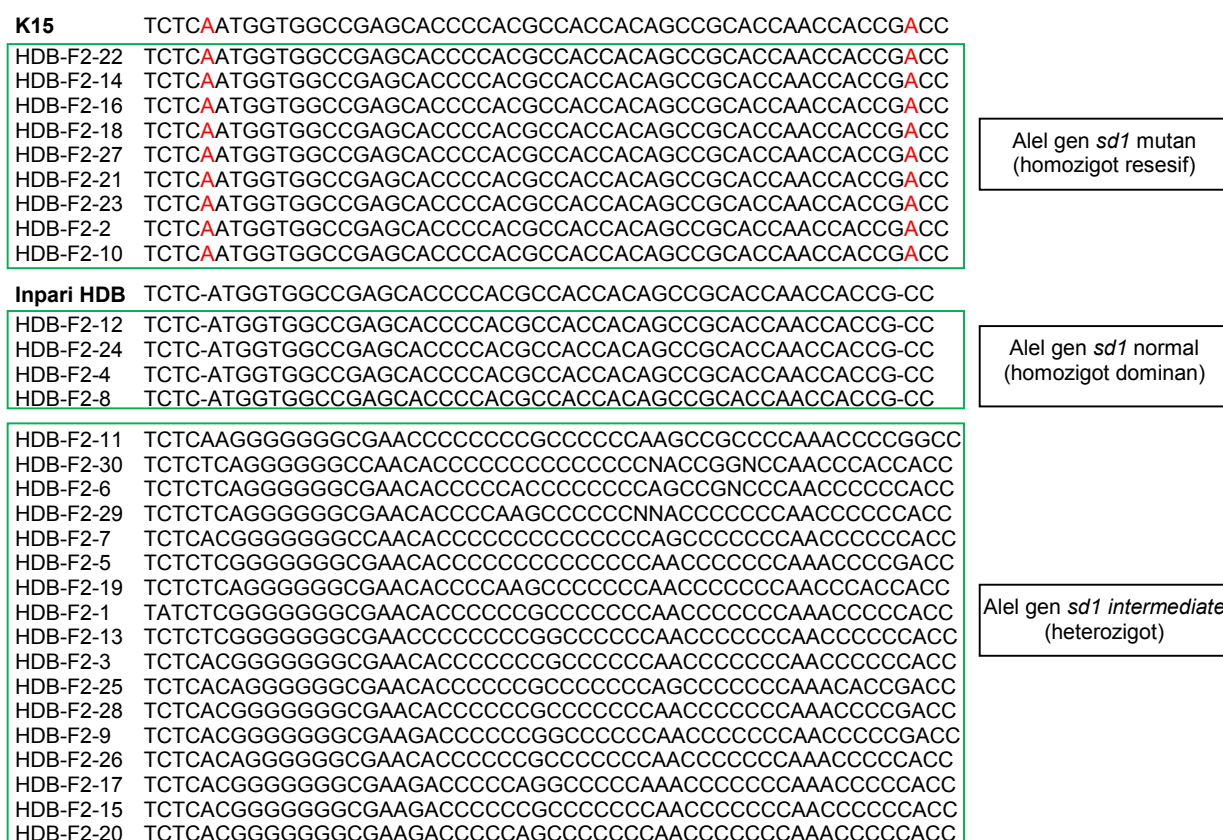 K15 TCTCAATGGTGGCCGAGCACCCCACGCCACCACAGCCGCACCAACCACCGACC
HDB-F2-22 TCTCAATGGTGGCCGAGCACCCCACGCCACCACAGCCGCACCAACCACCGACC
HDB-F2-14 TCTCAATGGTGGCCGAGCACCCCACGCCACCACAGCCGCACCAACCACCGACC
HDB-F2-16 TCTCAATGGTGGCCGAGCACCCCACGCCACCACAGCCGCACCAACCACCGACC
HDB-F2-18 TCTCAATGGTGGCCGAGCACCCCACGCCACCACAGCCGCACCAACCACCGACC
HDB-F2-27 TCTCAATGGTGGCCGAGCACCCCACGCCACCACAGCCGCACCAACCACCGACC
HDB-F2-21 TCTCAATGGTGGCCGAGCACCCCACGCCACCACAGCCGCACCAACCACCGACC
HDB-F2-23 TCTCAATGGTGGCCGAGCACCCCACGCCACCACAGCCGCACCAACCACCGACC
HDB-F2-2 TCTCAATGGTGGCCGAGCACCCCACGCCACCACAGCCGCACCAACCACCGACC
HDB-F2-10 TCTCAATGGTGGCCGAGCACCCCACGCCACCACAGCCGCACCAACCACCGACC
Alel gen sd1 mutan
(homozigot resesif)
Inpari HDB TCTC-ATGGTGGCCGAGCACCCCACGCCACCACAGCCGCACCAACCACCG-CC
HDB-F2-12 TCTC-ATGGTGGCCGAGCACCCCACGCCACCACAGCCGCACCAACCACCG-CC
HDB-F2-24 TCTC-ATGGTGGCCGAGCACCCCACGCCACCACAGCCGCACCAACCACCG-CC
HDB-F2-4 TCTC-ATGGTGGCCGAGCACCCCACGCCACCACAGCCGCACCAACCACCG-CC
HDB-F2-8 TCTC-ATGGTGGCCGAGCACCCCACGCCACCACAGCCGCACCAACCACCG-CC
Alel gen sd1 normal
(homozigot dominan)
HDB-F2-11 TCTCAAGGGGGGGCGAACCCCCCCCGCCCCCCAAGCCGCCCCAAACCCCGGCC
HDB-F2-30 TCTCTCAGGGGGGCCAACACCCCCCCCCCCCCCCNACCGGNCCAACCCACCACC
HDB-F2-6 TCTCTCAGGGGGGCGAACACCCCCACCCCCCCCAGCCGNCCCAACCCCCCACC
HDB-F2-29 TCTCTCAGGGGGGCGAACACCCCAAGCCCCCCNNACCCCCCCAACCCCCCACC
HDB-F2-7 TCTCACGGGGGGGCCAACACCCCCCCCCCCCCCAGCCCCCCCAACCCCCCACC
HDB-F2-5 TCTCTCGGGGGGGCGAACACCCCCCCCCCCCCCAACCCCCCCAAACCCCGACC
HDB-F2-19 TCTCTCAGGGGGGCGAACACCCCAAGCCCCCCCAACCCCCCCAACCCACCACC
HDB-F2-1 TATCTCGGGGGGGCGAACACCCCCCGCCCCCCCAACCCCCCCAAACCCCCACC
HDB-F2-13 TCTCTCGGGGGGGCGAACCCCCCCCGGCCCCCCAACCCCCCCAACCCCCCACC
HDB-F2-3 TCTCACGGGGGGGCGAACACCCCCCGCCCCCCCAACCCCCCCAACCCCCCACC
HDB-F2-25 TCTCACAGGGGGGCGAACACCCCCCGCCCCCCCAGCCCCCCCAAACACCGACC
HDB-F2-28 TCTCACGGGGGGGCGAACACCCCCCGCCCCCCCAACCCCCCCAAACCCCGACC
HDB-F2-9 TCTCACGGGGGGGCGAAGACCCCCCGGCCCCCCAACCCCCCCAACCCCCGACC
HDB-F2-26 TCTCACAGGGGGGCGAACACCCCCCGCCCCCCCAACCCCCCCAAACCCCCACC
HDB-F2-17 TCTCACGGGGGGGCGAAGACCCCCAGGCCCCCAAACCCCCCCAAACCCCCACC
HDB-F2-15 TCTCACGGGGGGGCGAAGACCCCCCGCCCCCCCAACCCCCCCAACCCCCCACC
HDB-F2-20 TCTCACGGGGGGGCGAAGACCCCCAGCCCCCCCAACCCCCCCAAACCCCCACC
Alel gen sd1 intermediate
(heterozigot)